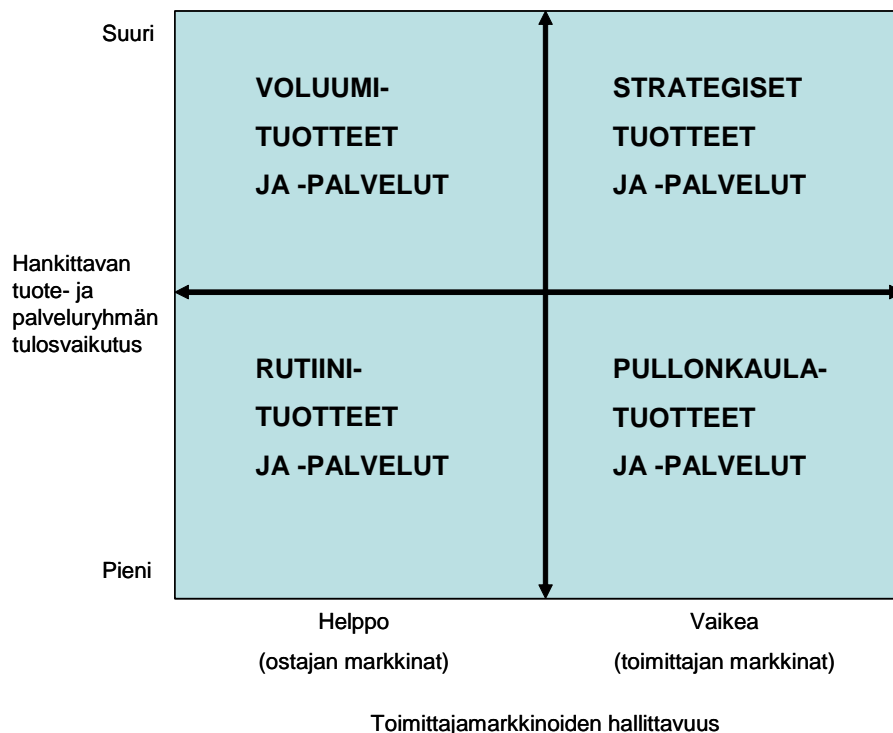 Suuri
VOLUUMI-
TUOTTEET
JA -PALVELUT
STRATEGISET
TUOTTEET
JA -PALVELUT
Hankittavan
tuote- ja
palveluryhmän
tulosvaikutus
RUTIINI-
TUOTTEET
JA -PALVELUT
PULLONKAULA-
TUOTTEET
JA -PALVELUT
Pieni
Helppo
(ostajan markkinat)
Vaikea
(toimittajan markkinat)
Toimittajamarkkinoiden hallittavuus